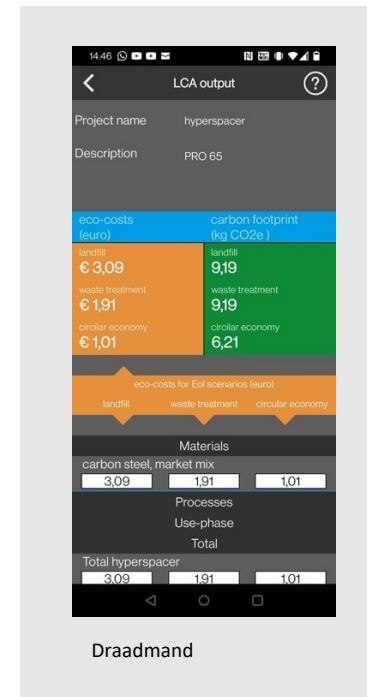 14:46
LCA output
?
Project name hyperspacer
Description PRO 65
eco-costs carbon footprint
(euro) (kg CO2e )
landfill landfill
€ 3,09 9,19
waste treatment waste treatment
€ 1,91 9,19
circilar economy circilar economy
€ 1,01 6,21
eco-costs for Eol scenarios (euro)
landfill waste treatment circular economy
Materials
carbon steel, market mix
3,09 1,91 1,01
Processes
Use-phase
Total
Total hyperspacer
3,09 1,91 1,01
Draadmand